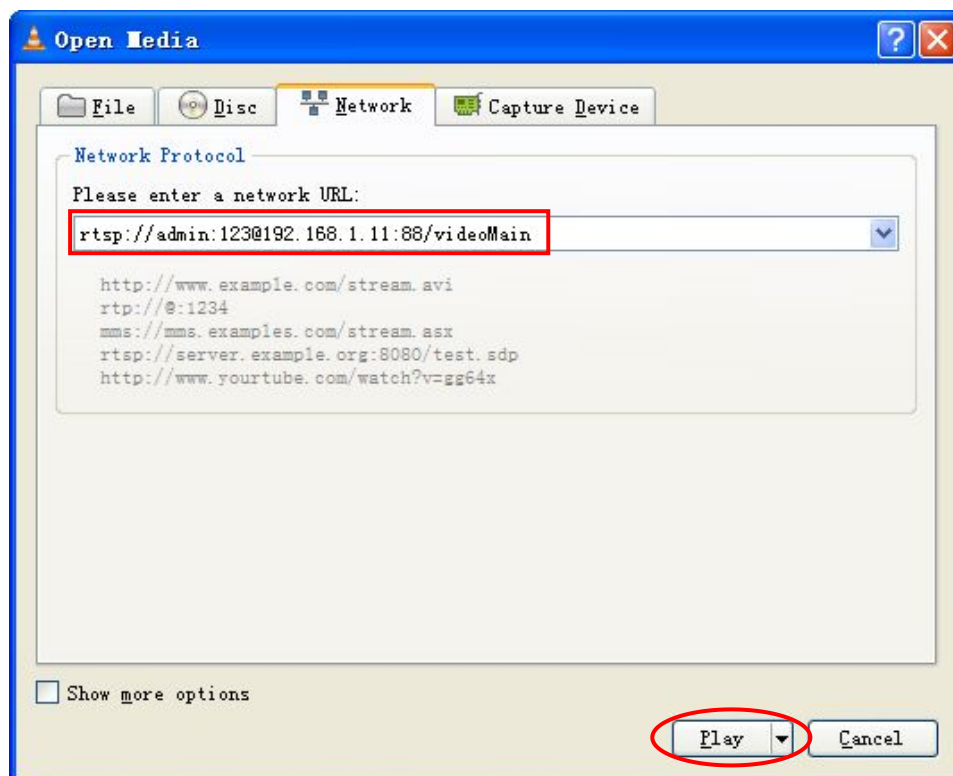 Open Media
File Disc Network Capture Device
Network Protocol
Please enter a network URL:
rtsp://admin:123@192.168.1.11:88/videoMain
http://www.example.com/stream.avi
rtp://@:1234
mms://mms.examples.com/stream.asx
rtsp://server.example.org:8080/test.sdp
http://www.yourtube.com/watch?v=gg64x
Show more options
Play Cancel